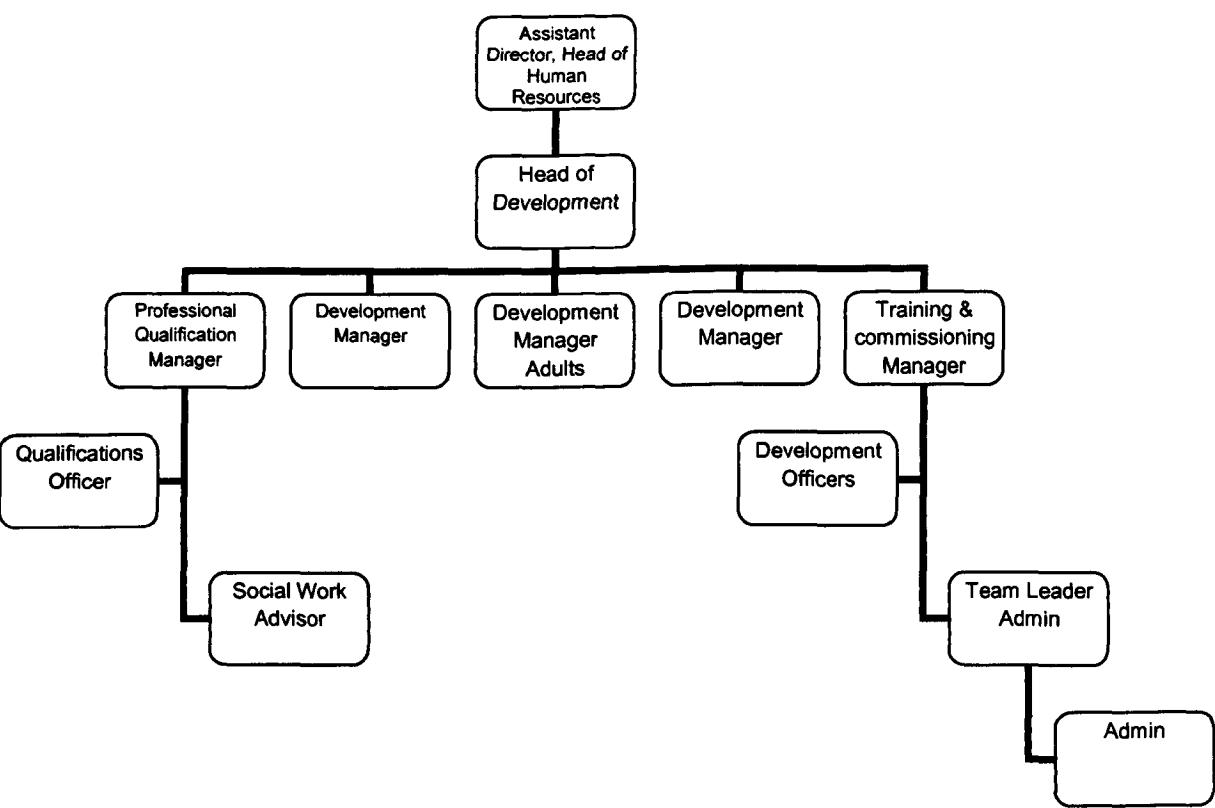 Assistant
Director, Head of
Human
Resources
Head of
Development
Professional
Qualification
Manager
Development
Manager
Development
Manager
Adults
Development
Manager
Training &
commissioning
Manager
Qualifications
Officer
Development
Officers
Social Work
Advisor
Team Leader
Admin
Admin